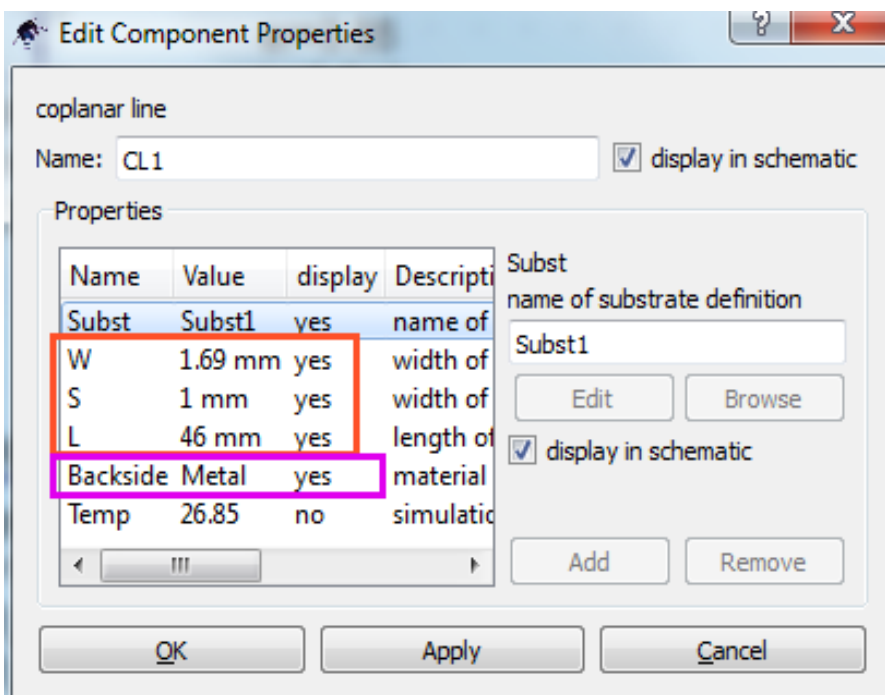 Edit Component Properties
coplanar line
Name: CL1 display in schematic
Properties
Name Value display Descripti
Subst Subst1 yes name of
W 1.69 mm yes width of
S 1 mm yes width of
L 46 mm yes length of
Backside Metal yes material
Temp 26.85 no simulatic
Subst
name of substrate definition
Subst1
Edit Browse
display in schematic
Add Remove
OK Apply Cancel